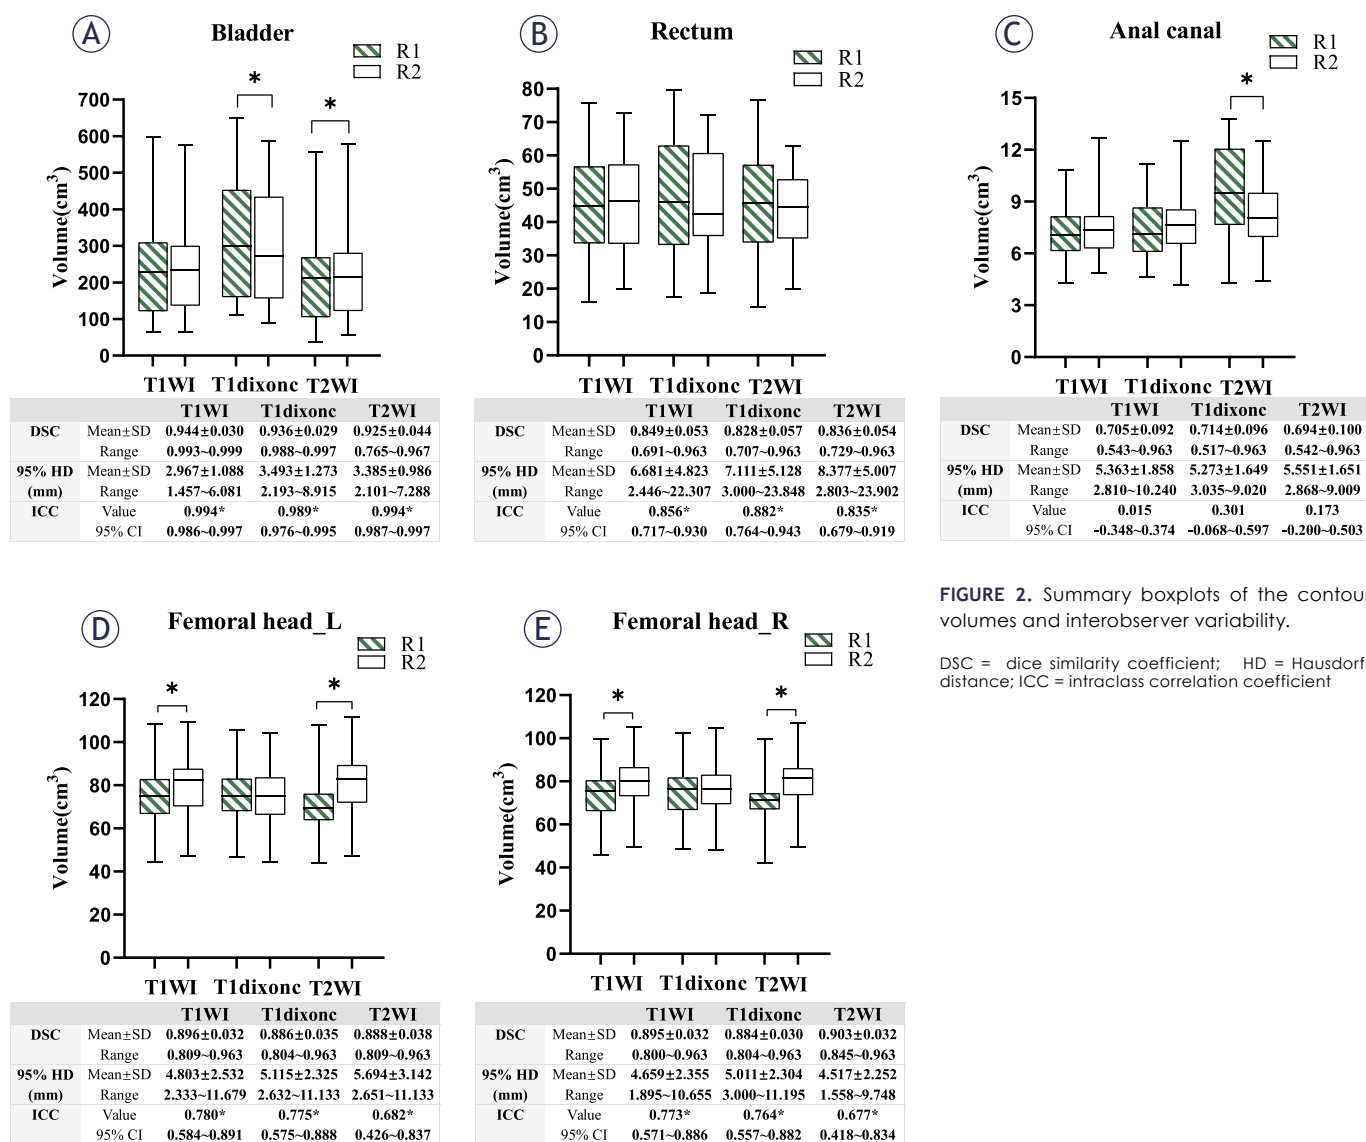 A
Bladder
R1
R2
*
*
Volume(cm3)
700
600
500
400
300
200
100
0
T1WI T1dixonc T2WI
T1WI T1dixonc T2WI
DSC Mean±SD 0.944±0.030 0.936±0.029 0.925±0.044
Range 0.993~0.999 0.988~0.997 0.765~0.967
95% HD Mean±SD 2.967±1.088 3.493±1.273 3.385±0.986
(mm) Range 1.457~6.081 2.193~8.915 2.101~7.288
ICC Value 0.994* 0.989* 0.994*
95% CI 0.986~0.997 0.976~0.995 0.987~0.997
B
Rectum
R1
R2
Volume(cm3)
80
70
60
50
40
30
20
10
0
T1WI T1dixonc T2WI
T1WI T1dixonc T2WI
DSC Mean±SD 0.849±0.053 0.828±0.057 0.836±0.054
Range 0.691~0.963 0.707~0.963 0.729~0.963
95% HD Mean±SD 6.681±4.823 7.111±5.128 8.377±5.007
(mm) Range 2.446~22.307 3.000~23.848 2.803~23.902
ICC Value 0.856* 0.882* 0.835*
95% CI 0.717~0.930 0.764~0.943 0.679~0.919
C
Anal canal
R1
R2
*
Volume(cm3)
15
12
9
6
3
0
T1WI T1dixonc T2WI
T1WI T1dixonc T2WI
DSC Mean±SD 0.705±0.092 0.714±0.096 0.694±0.100
Range 0.543~0.963 0.517~0.963 0.542~0.963
95% HD Mean±SD 5.363±1.858 5.273±1.649 5.551±1.651
(mm) Range 2.810~10.240 3.035~9.020 2.868~9.009
ICC Value 0.015 0.301 0.173
95% CI -0.348~0.374 -0.068~0.597 -0.200~0.503
D
Femoral head_L
R1
R2
*
*
Volume(cm3)
120
100
80
60
40
20
0
T1WI T1dixonc T2WI
T1WI T1dixonc T2WI
DSC Mean±SD 0.896±0.032 0.886±0.035 0.888±0.038
Range 0.809~0.963 0.804~0.963 0.809~0.963
95% HD Mean±SD 4.803±2.532 5.115±2.325 5.694±3.142
(mm) Range 2.333~11.679 2.632~11.133 2.651~11.133
ICC Value 0.780* 0.775* 0.682*
95% CI 0.584~0.891 0.575~0.888 0.426~0.837
E
Femoral head_R
R1
R2
*
*
Volume(cm3)
120
100
80
60
40
20
0
T1WI T1dixonc T2WI
T1WI T1dixonc T2WI
DSC Mean±SD 0.895±0.032 0.884±0.030 0.903±0.032
Range 0.800~0.963 0.804~0.963 0.845~0.963
95% HD Mean±SD 4.659±2.355 5.011±2.304 4.517±2.252
(mm) Range 1.895~10.655 3.000~11.195 1.558~9.748
ICC Value 0.773* 0.764* 0.677*
95% CI 0.571~0.886 0.557~0.882 0.418~0.834
FIGURE 2. Summary boxplots of the contour
volumes and interobserver variability.
DSC = dice similarity coefficient; HD = Hausdorf
distance; ICC = intraclass correlation coefficient